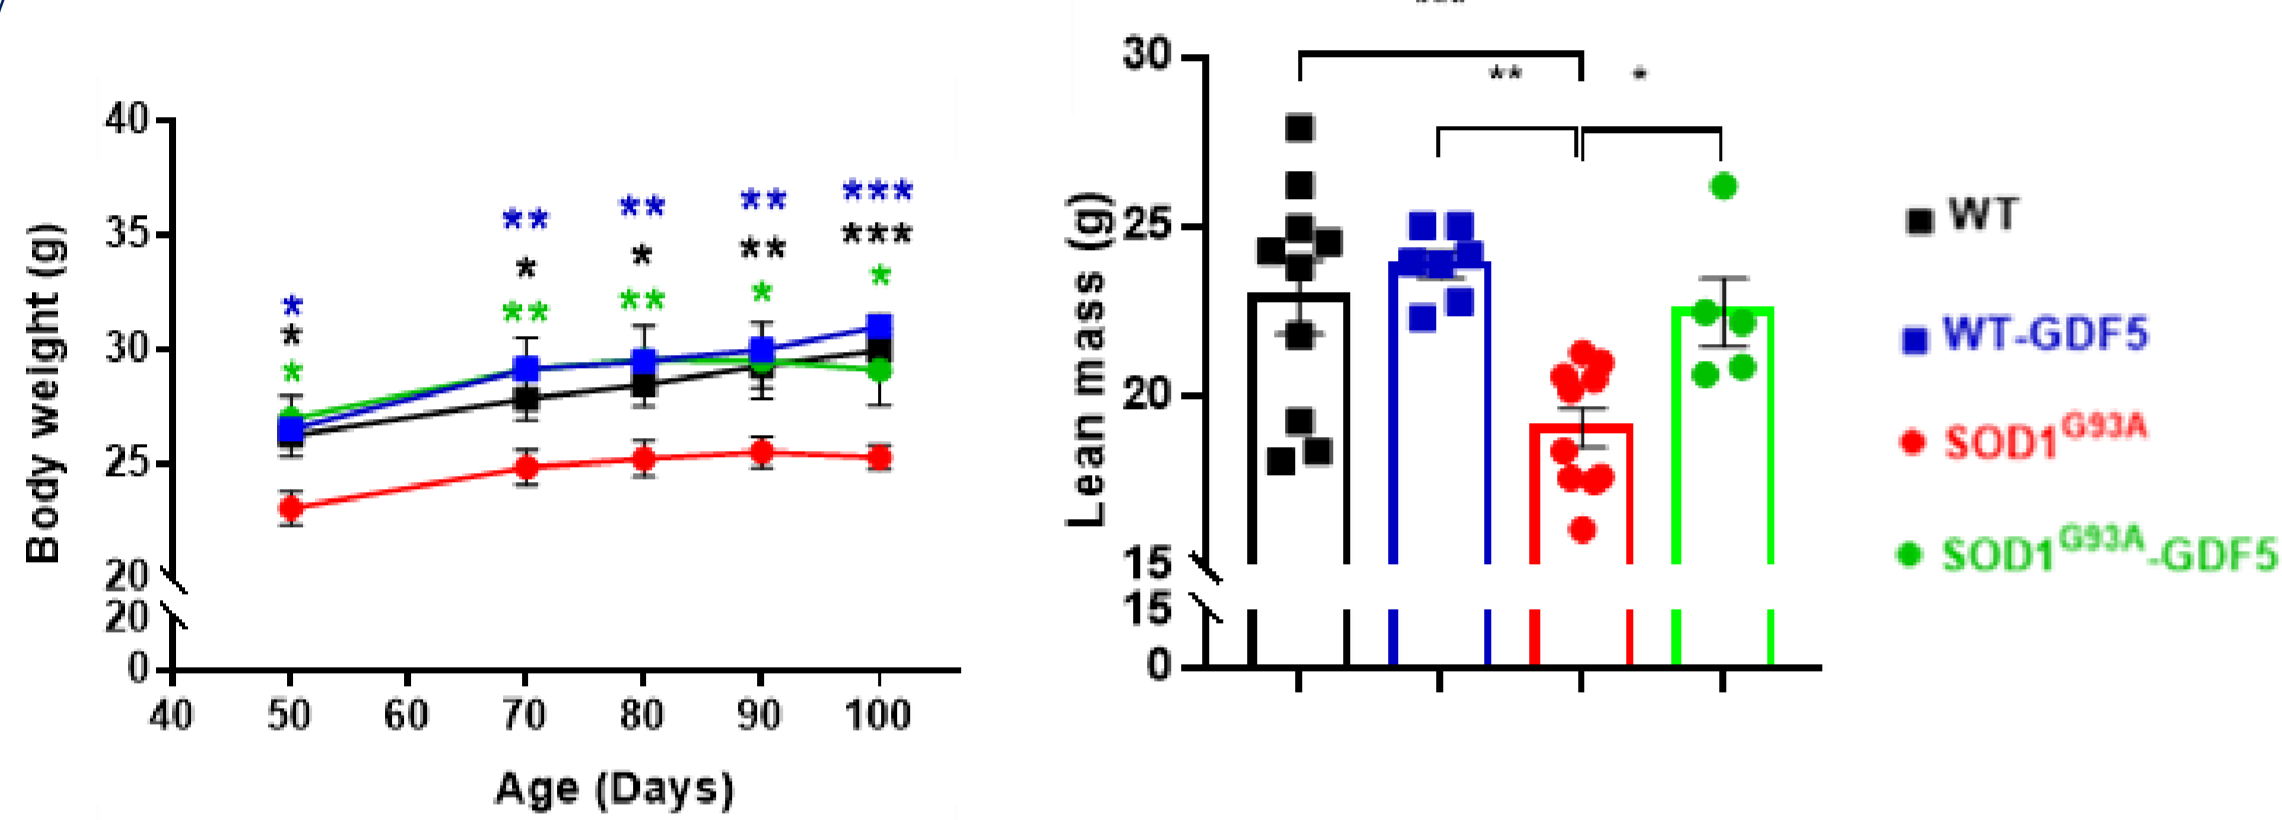 Body weight (g)
40
35
30
25
20
20
0
* ** ** ** ***
* * * ** ***
* ** ** * *
40 50 60 70 80 90 100
Age (Days)
Lean mass (g)
30
25
20
15
15
0
** *
WT
WT-GDF5
SOD1G93A
SOD1G93A-GDF5